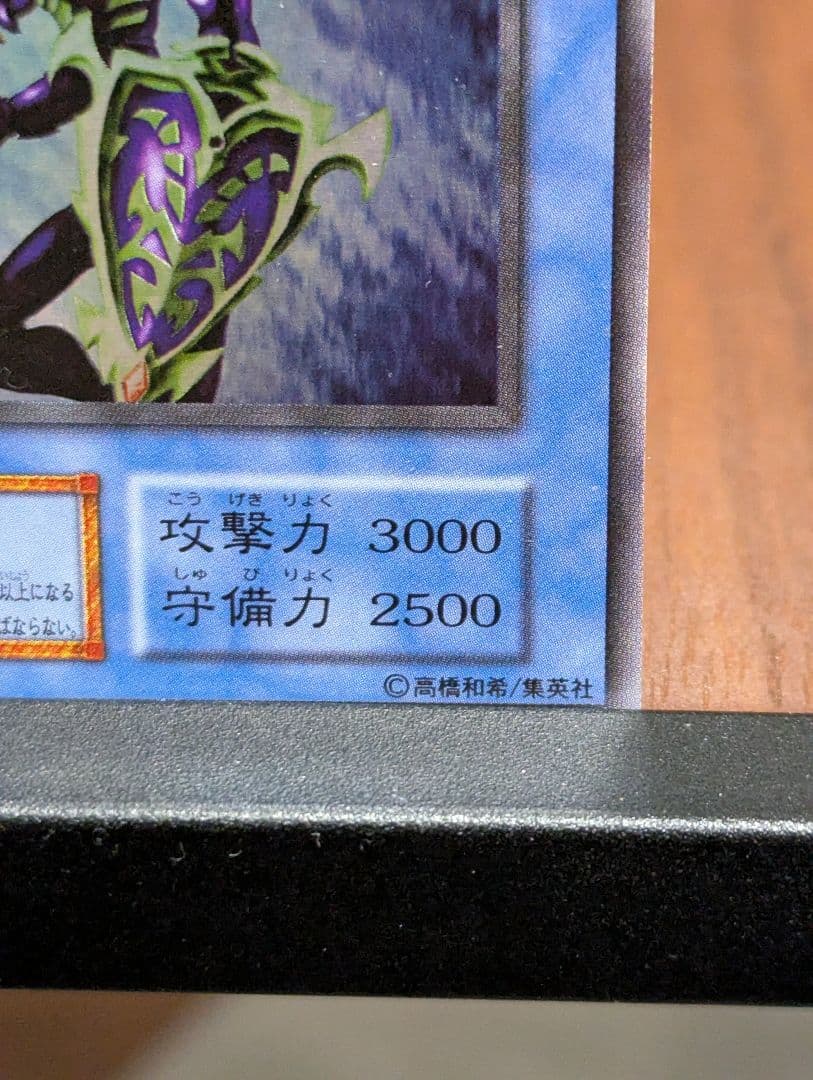 以上になる
ばならない。
こう げき りょく
攻撃力 3000
しゅ び りょく
守備力 2500
©高橋和希/集英社